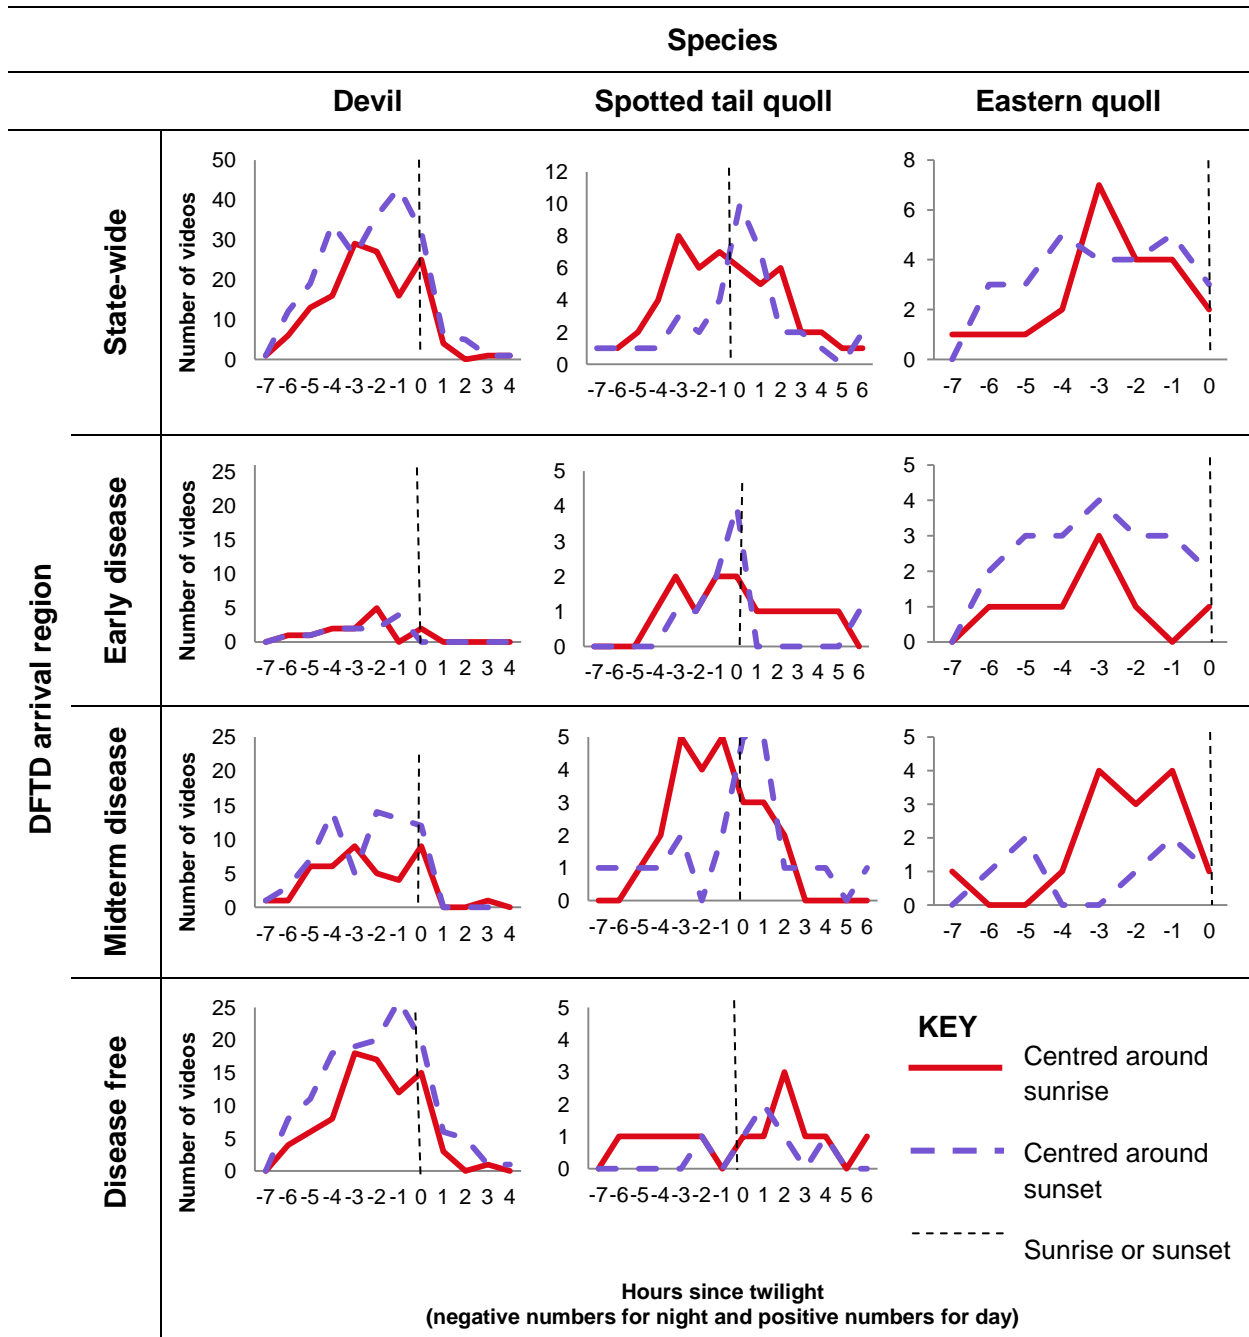 Species
Devil
Spotted tail quoll
Eastern quoll
DFTD arrival region
State-wide
Number of videos
50
40
30
20
10
0
-7 -6 -5 -4 -3 -2 -1 0 1 2 3 4
12
10
8
6
4
2
0
-7 -6 -5 -4 -3 -2 -1 0 1 2 3 4 5 6
8
6
4
2
0
-7 -6 -5 -4 -3 -2 -1 0
Early disease
Number of videos
25
20
15
10
5
0
-7 -6 -5 -4 -3 -2 -1 0 1 2 3 4
5
4
3
2
1
0
-7 -6 -5 -4 -3 -2 -1 0 1 2 3 4 5 6
5
4
3
2
1
0
-7 -6 -5 -4 -3 -2 -1 0
Midterm disease
Number of videos
25
20
15
10
5
0
-7 -6 -5 -4 -3 -2 -1 0 1 2 3 4
5
4
3
2
1
0
-7 -6 -5 -4 -3 -2 -1 0 1 2 3 4 5 6
5
4
3
2
1
0
-7 -6 -5 -4 -3 -2 -1 0
Disease free
Number of videos
25
20
15
10
5
0
-7 -6 -5 -4 -3 -2 -1 0 1 2 3 4
5
4
3
2
1
0
-7 -6 -5 -4 -3 -2 -1 0 1 2 3 4 5 6
KEY
Centred around
sunrise
Centred around
sunset
Sunrise or sunset
Hours since twilight
(negative numbers for night and positive numbers for day)